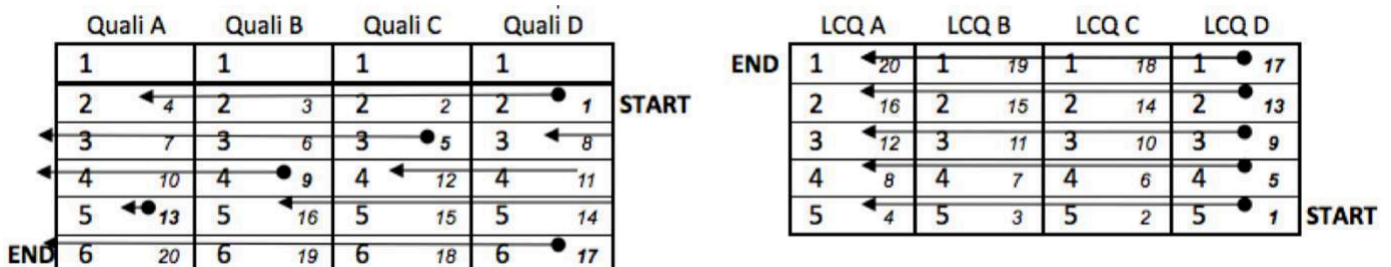 Quali A Quali B Quali C Quali D
1 1 1 1
2 4 2 3 2 2 2 1 START
3 7 3 6 3 5 3 8
4 10 4 9 4 12 4 11
5 13 5 16 5 15 5 14
END 6 20 6 19 6 18 6 17
LCQ A LCQ B LCQ C LCQ D
END 1 20 1 19 1 18 1 17
2 16 2 15 2 14 2 13
3 12 3 11 3 10 3 9
4 8 4 7 4 6 4 5
5 4 5 3 5 2 5 1 START